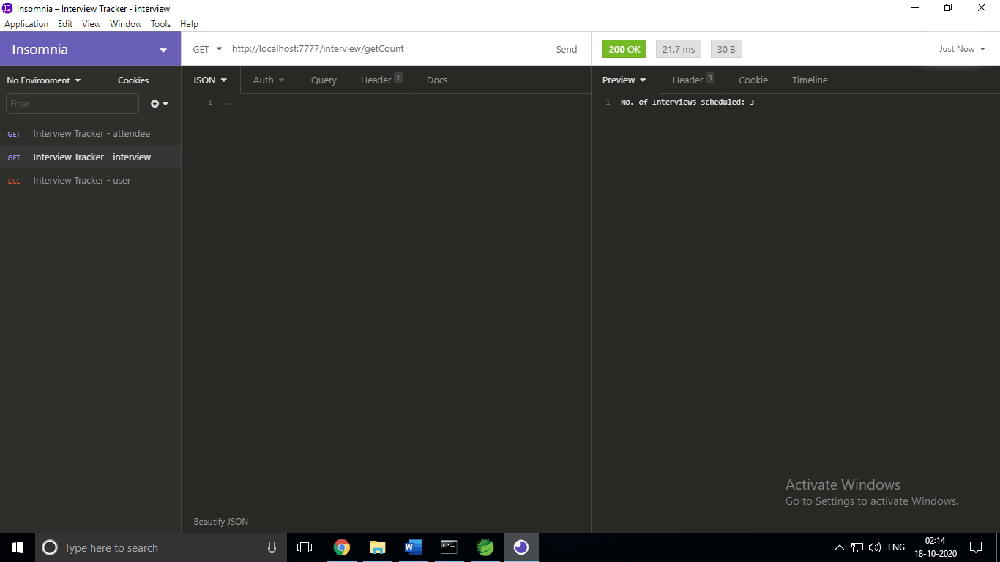 Insomnia – Interview Tracker - interview
Application Edit View Window Tools Help
Insomnia
GET http://localhost:7777/interview/getCount Send
200 OK 21.7 ms 30 B Just Now
No Environment Cookies
JSON Auth Query Header 1 Docs
Preview Header 3 Cookie Timeline
Filter
1 ...
1 No. of Interviews scheduled: 3
GET Interview Tracker - attendee
GET Interview Tracker - interview
DEL Interview Tracker - user
Activate Windows
Go to Settings to activate Windows.
Beautify JSON
Type here to search
ENG
02:14
18-10-2020